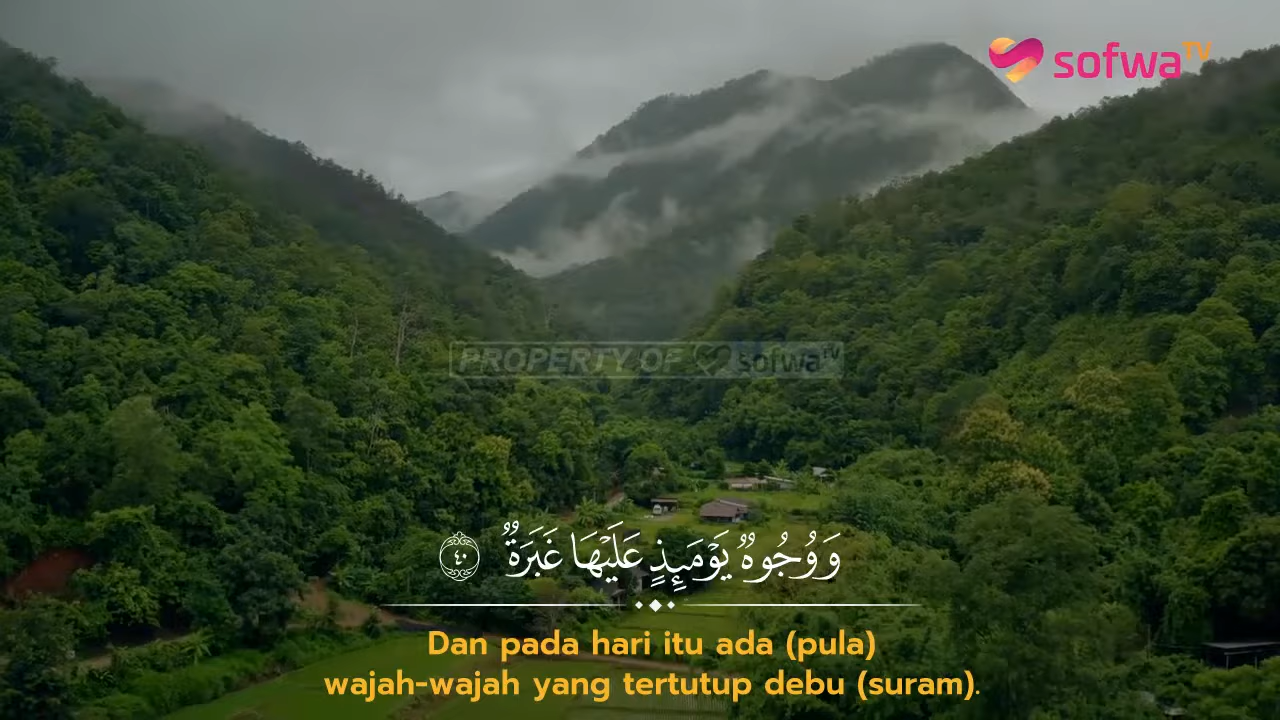 sofwa TV
PROPERTY OF sofwa TV
وَوُجُوهٌ يَوْمَئِذٍ عَلَيْهَا غَبَرَةٌ ٤٠
Dan pada hari itu ada (pula)
wajah-wajah yang tertutup debu (suram).